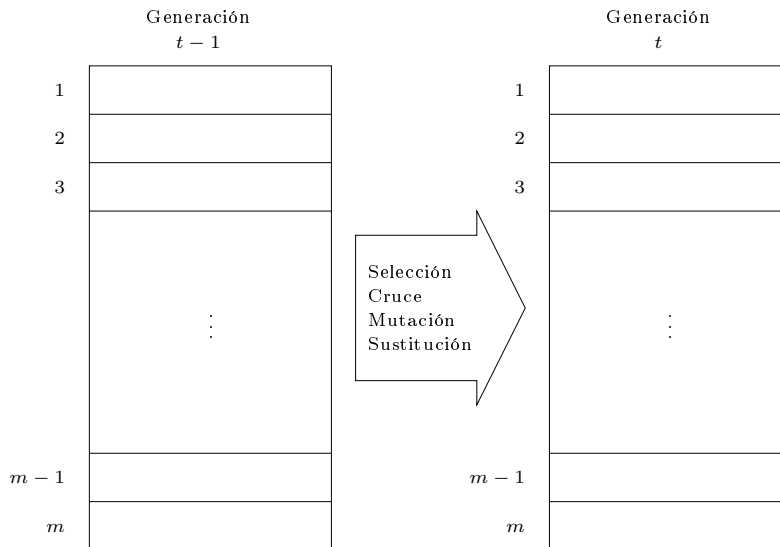 Generación
t − 1
1
2
3
⋮
m − 1
m
Selección
Cruce
Mutación
Sustitución
Generación
t
1
2
3
⋮
m − 1
m